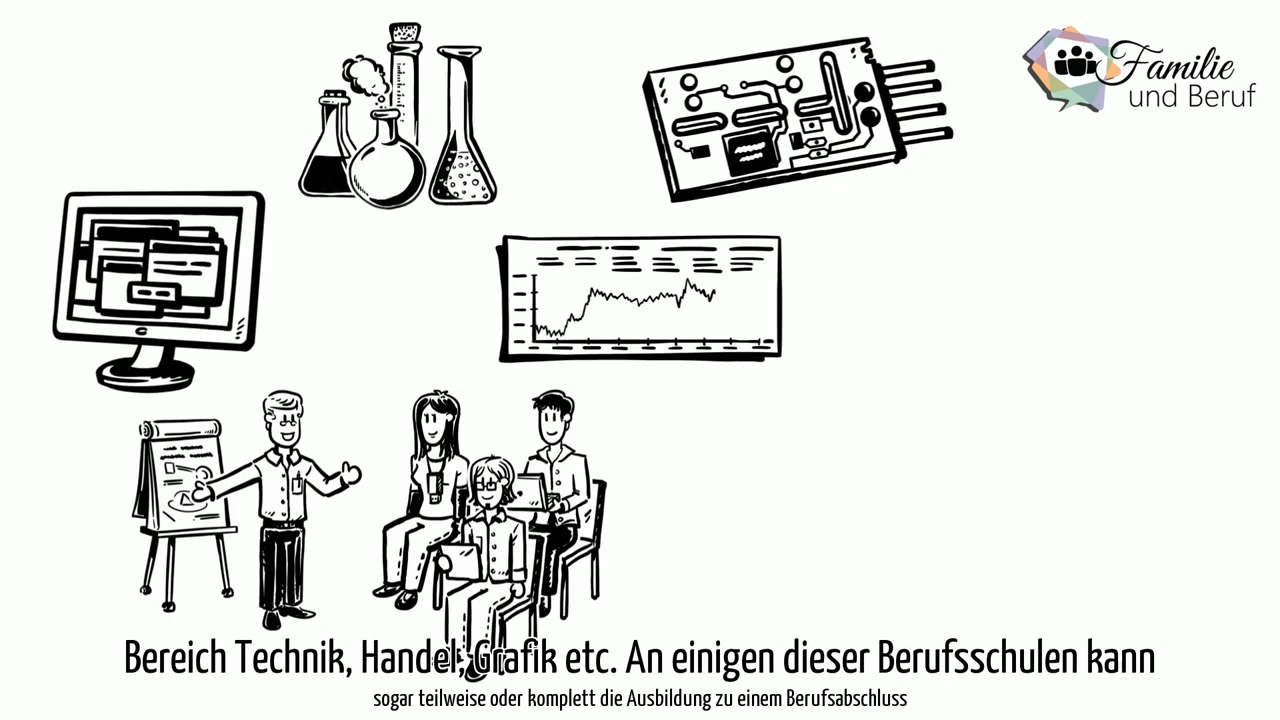 Familie
und Beruf
Bereich Technik, Handel, Grafik etc. An einigen dieser Berufsschulen kann
sogar teilweise oder komplett die Ausbildung zu einem Berufsabschluss